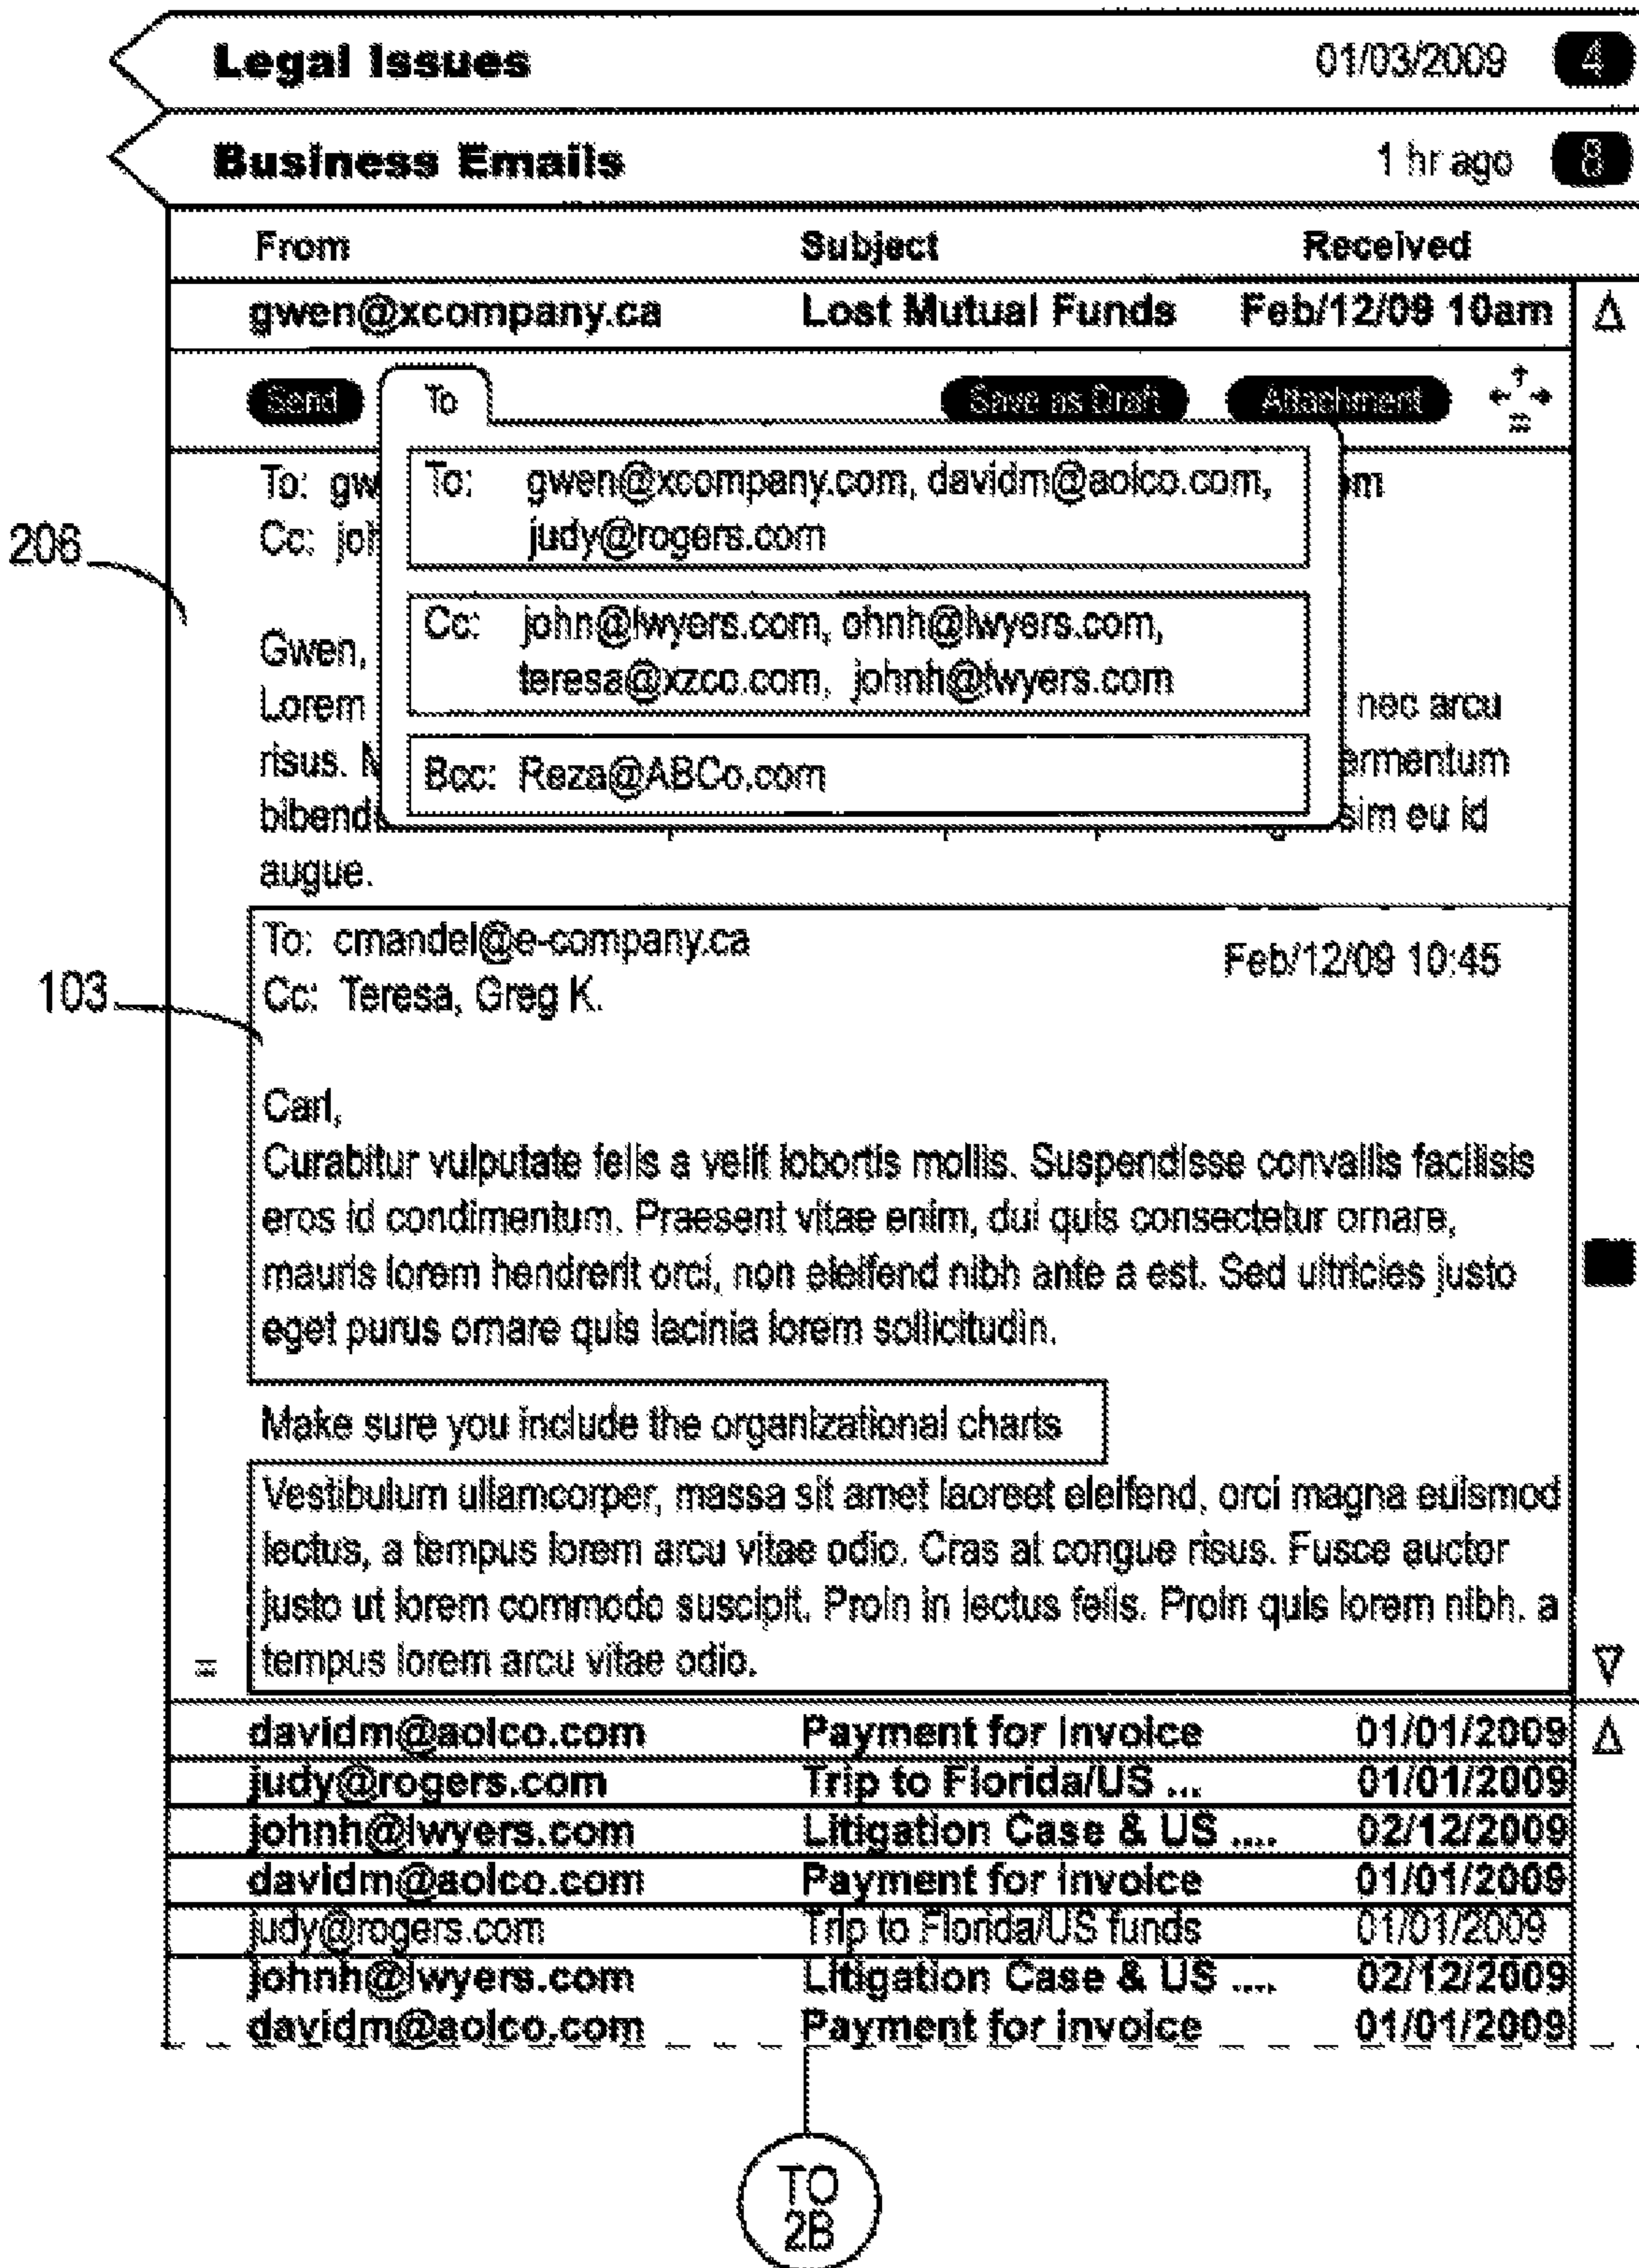 Legal Issues 01/03/2009 4
Business Emails 1 hr ago 8
From Subject Received
gwen@xcompany.ca Lost Mutual Funds Feb/12/09 10am
Send To Save as Draft Attachment
To: gw
Cc: joh
To: gwen@xcompany.com, davidm@aolco.com,
judy@rogers.com
Cc: john@lwyers.com, ohnh@lwyers.com,
teresa@xzco.com, johnh@lwyers.com
Bcc: Reza@ABCo.com
206
Gwen,
Lorem nec arcu
risus. ermentum
bibend sim eu id
augue.
To: cmandel@e-company.ca Feb/12/09 10:45
Cc: Teresa, Greg K.
103
Carl,
Curabitur vulputate felis a velit lobortis mollis. Suspendisse convallis facilisis
eros id condimentum. Praesent vitae enim, dui quis consectetur ornare,
mauris lorem hendrerit orci, non eleifend nibh ante a est. Sed ultricies justo
eget purus ornare quis lacinia lorem sollicitudin.
Make sure you include the organizational charts
Vestibulum ullamcorper, massa sit amet laoreet eleifend, orci magna euismod
lectus, a tempus lorem arcu vitae odio. Cras at congue risus. Fusce auctor
justo ut lorem commodo suscipit. Proin in lectus felis. Proin quis lorem nibh. a
tempus lorem arcu vitae odio.
davidm@aolco.com Payment for invoice 01/01/2009
judy@rogers.com Trip to Florida/US ... 01/01/2009
johnh@lwyers.com Litigation Case & US .... 02/12/2009
davidm@aolco.com Payment for invoice 01/01/2009
judy@rogers.com Trip to Florida/US funds 01/01/2009
johnh@lwyers.com Litigation Case & US .... 02/12/2009
davidm@aolco.com Payment for invoice 01/01/2009
TO
2B